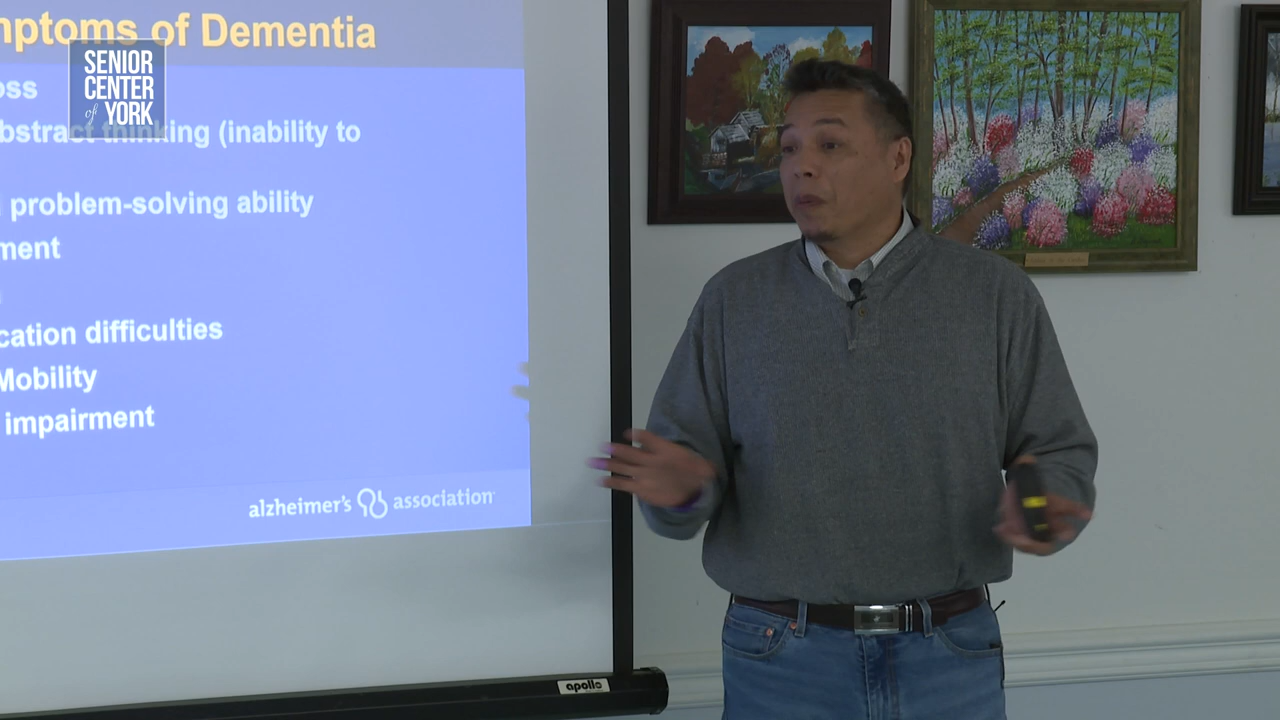 mptoms of Dementia
SENIOR
CENTER
of
YORK
oss
bstract thinking (inability to
problem-solving ability
ment
cation difficulties
Mobility
impairment
alzheimer's association
apollo